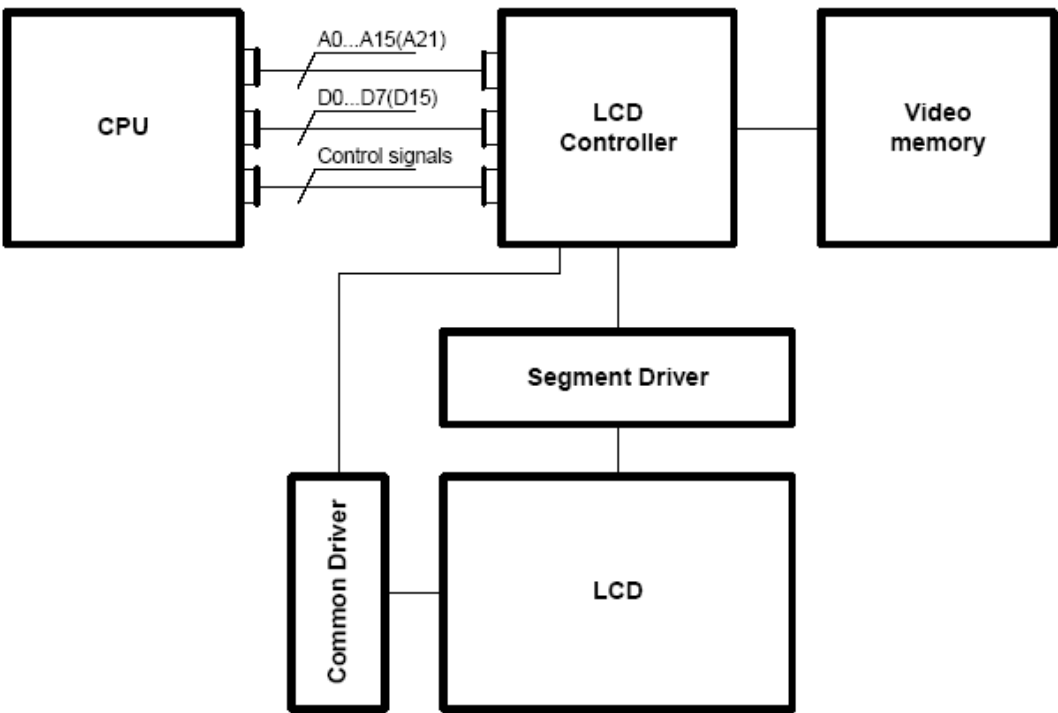 A0...A15(A21)
D0...D7(D15)
Control signals
CPU
LCD
Controller
Video
memory
Segment Driver
Common Driver
LCD